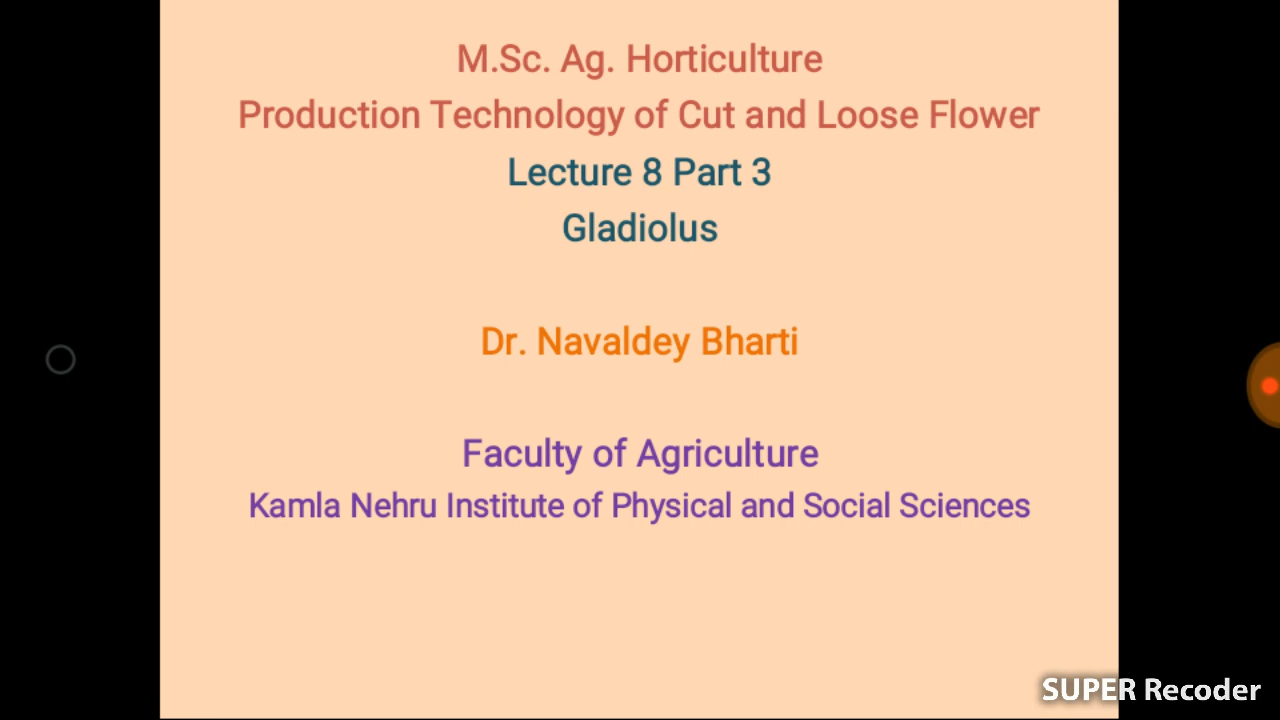 M.Sc. Ag. Horticulture
Production Technology of Cut and Loose Flower
Lecture 8 Part 3
Gladiolus
Dr. Navaldey Bharti
Faculty of Agriculture
Kamla Nehru Institute of Physical and Social Sciences
SUPER Recoder